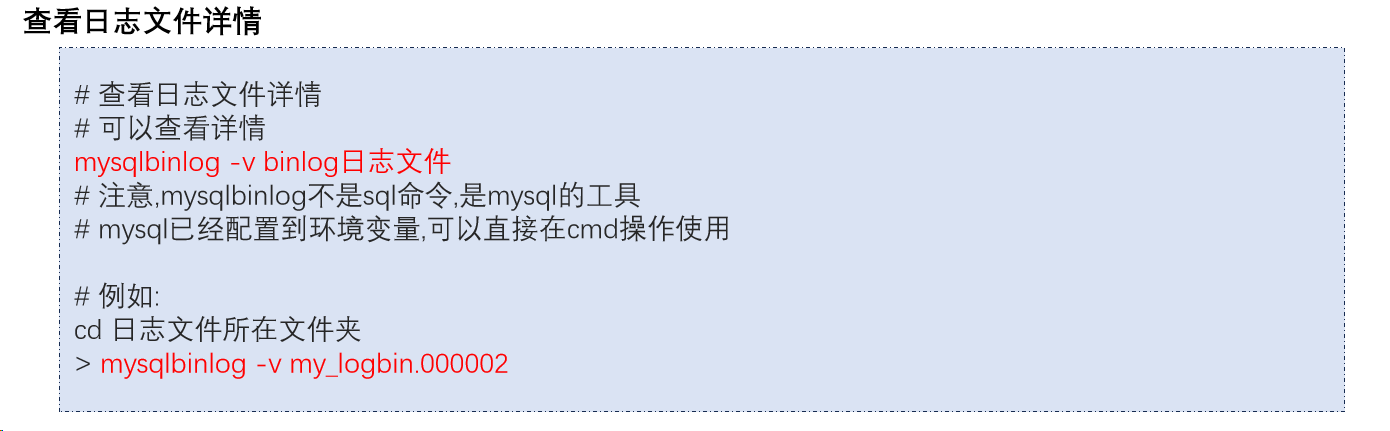 查看日志文件详情
# 查看日志文件详情
# 可以查看详情
mysqlbinlog -v binlog日志文件
# 注意,mysqlbinlog不是sql命令,是mysql的工具
# mysql已经配置到环境变量,可以直接在cmd操作使用
# 例如:
cd 日志文件所在文件夹
> mysqlbinlog -v my_logbin.000002